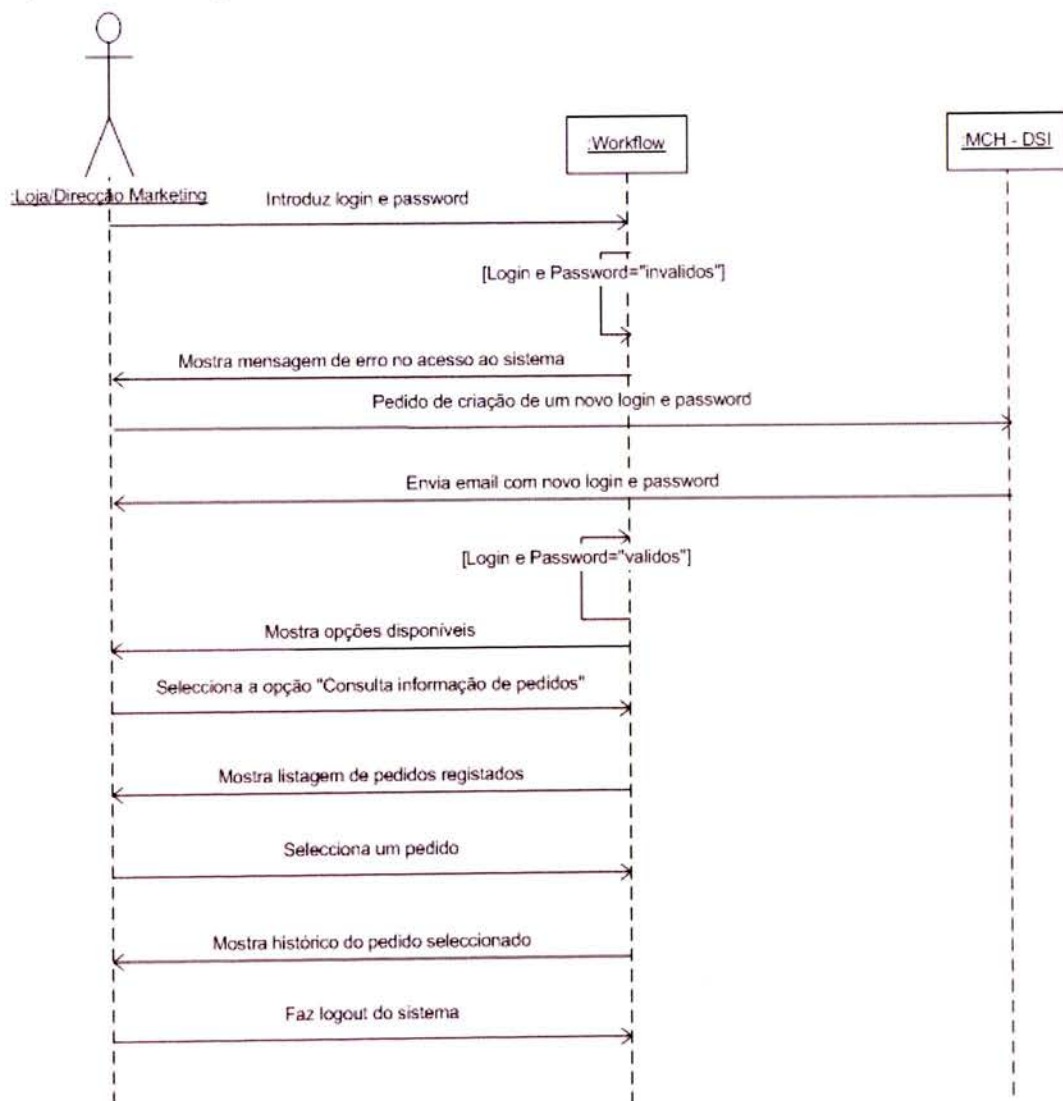 :Workflow
:MCH - DSI
:Loja/Direcção Marketing
Introduz login e password
[Login e Password="invalidos"]
Mostra mensagem de erro no acesso ao sistema
Pedido de criação de um novo login e password
Envia email com novo login e password
[Login e Password="validos"]
Mostra opções disponíveis
Selecciona a opção "Consulta informação de pedidos"
Mostra listagem de pedidos registados
Selecciona um pedido
Mostra histórico do pedido seleccionado
Faz logout do sistema